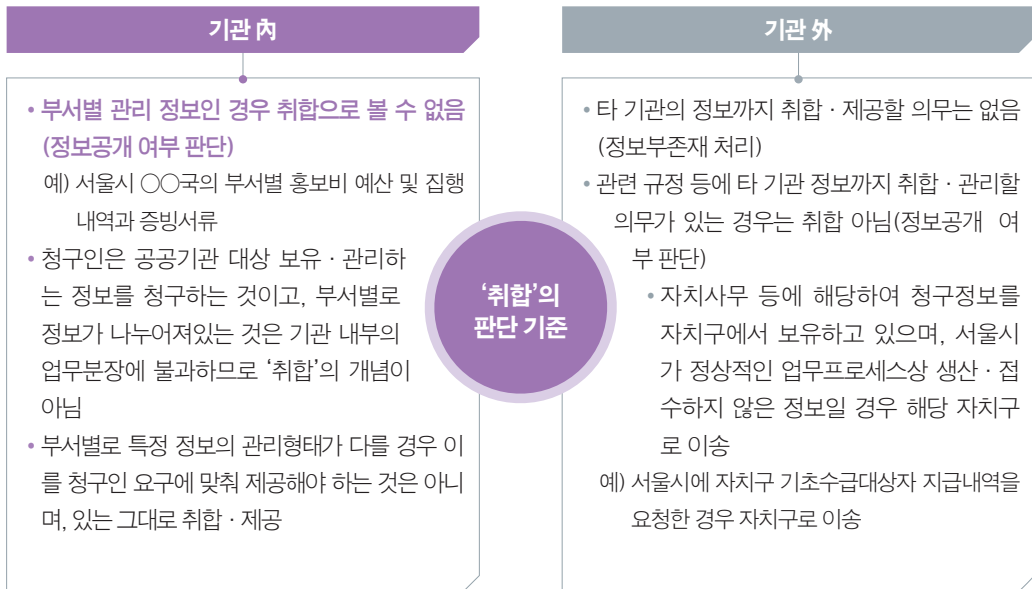 기관 內
• 부서별 관리 정보인 경우 취합으로 볼 수 없음
(정보공개 여부 판단)
예) 서울시 ○○국의 부서별 홍보비 예산 및 집행
내역과 증빙서류
• 청구인은 공공기관 대상 보유 · 관리하
는 정보를 청구하는 것이고, 부서별로
정보가 나누어져있는 것은 기관 내부의
업무분장에 불과하므로 ‘취합’의 개념이
아님
• 부서별로 특정 정보의 관리형태가 다를 경우 이
를 청구인 요구에 맞춰 제공해야 하는 것은 아니
며, 있는 그대로 취합 · 제공
‘취합’의
판단 기준
기관 外
• 타 기관의 정보까지 취합 · 제공할 의무는 없음
(정보부존재 처리)
• 관련 규정 등에 타 기관 정보까지 취합 · 관리할
의무가 있는 경우는 취합 아님(정보공개 여
부 판단)
• 자치사무 등에 해당하여 청구정보를
자치구에서 보유하고 있으며, 서울시
가 정상적인 업무프로세스상 생산 · 접
수하지 않은 정보일 경우 해당 자치구
로 이송
예) 서울시에 자치구 기초수급대상자 지급내역을
요청한 경우 자치구로 이송